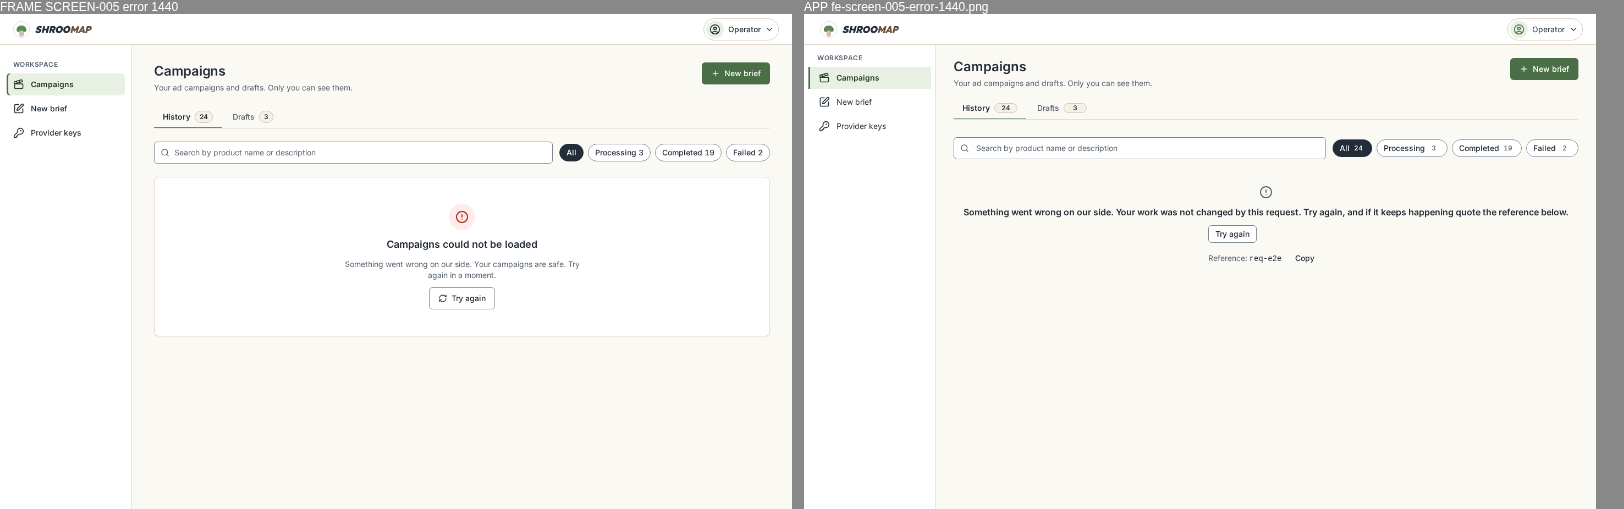 FRAME SCREEN-005 error 1440
SHROOMAP
Operator
WORKSPACE
Campaigns
New brief
Provider keys
Campaigns
Your ad campaigns and drafts. Only you can see them.
New brief
History 24 Drafts 3
Search by product name or description
All Processing 3 Completed 19 Failed 2
Campaigns could not be loaded
Something went wrong on our side. Your campaigns are safe. Try
again in a moment.
Try again
APP fe-screen-005-error-1440.png
SHROOMAP
Operator
WORKSPACE
Campaigns
New brief
Provider keys
Campaigns
Your ad campaigns and drafts. Only you can see them.
New brief
History 24 Drafts 3
Search by product name or description
All 24 Processing 3 Completed 19 Failed 2
Something went wrong on our side. Your work was not changed by this request. Try again, and if it keeps happening quote the reference below.
Try again
Reference: req-e2e Copy